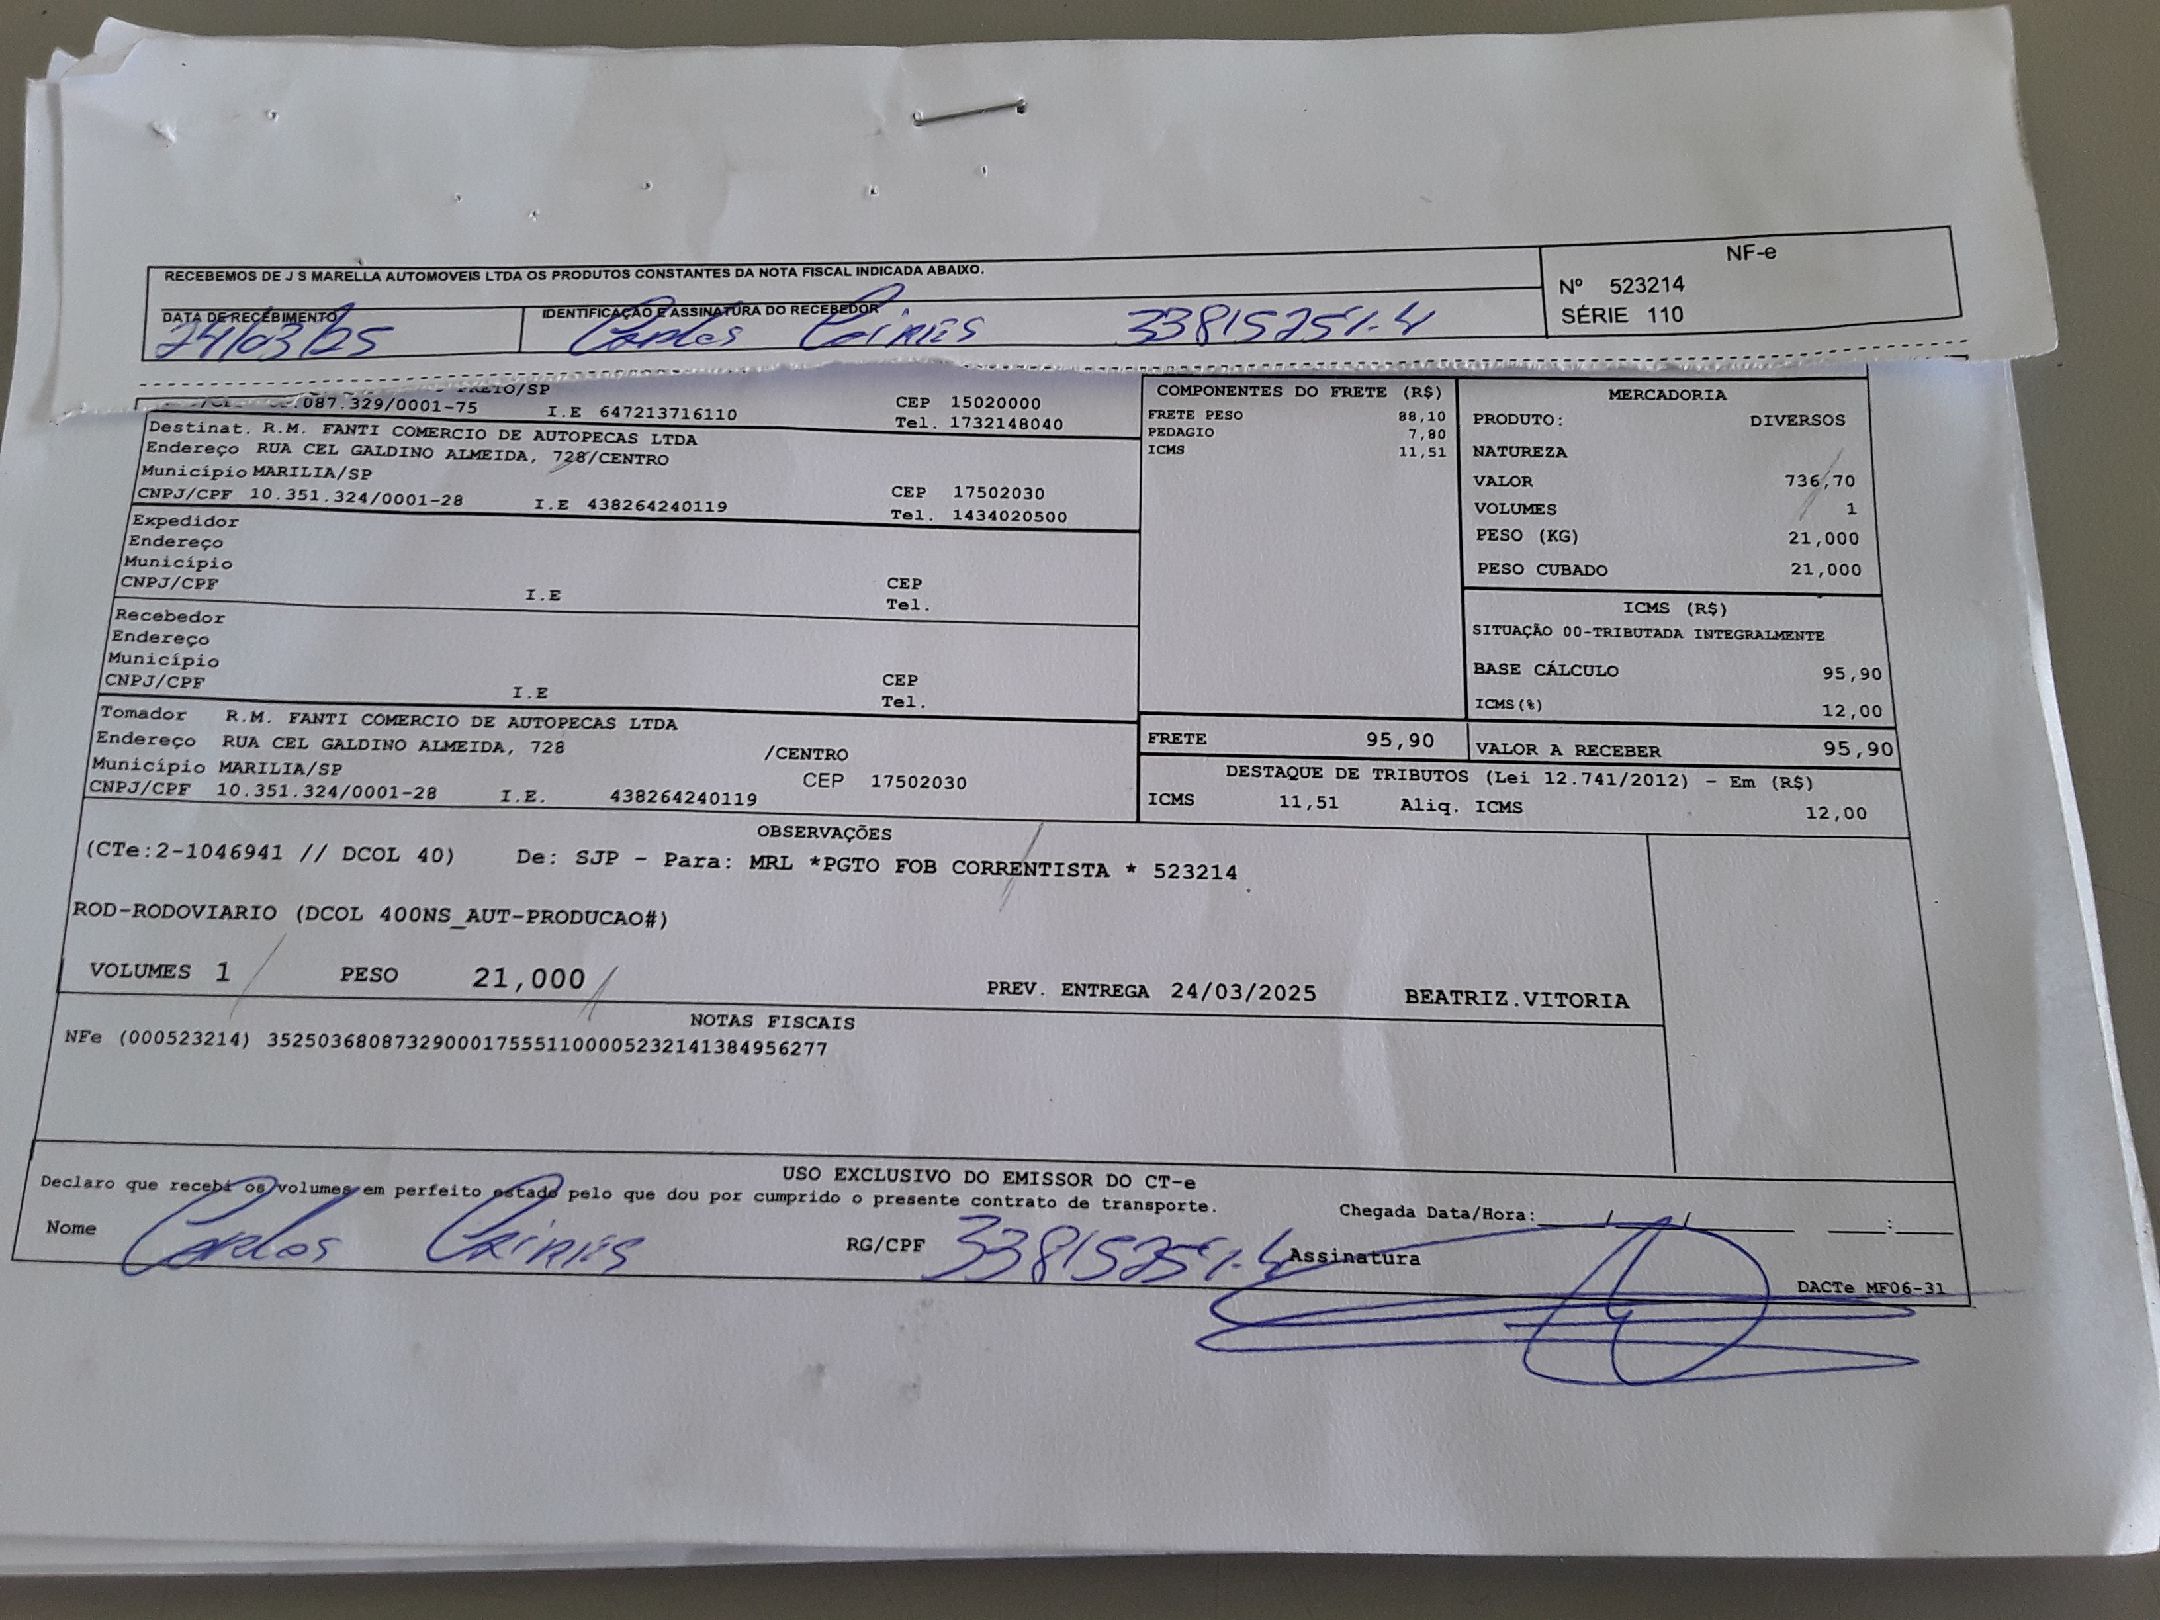 RECEBEMOS DE J S MARELLA AUTOMOVEIS LTDA OS PRODUTOS CONSTANTES DA NOTA FISCAL INDICADA ABAIXO.
NF-e
Nº 523214
SÉRIE 110
DATA DE RECEBIMENTO
24/03/25
IDENTIFICAÇÃO E ASSINATURA DO RECEBEDOR
Carlos 33815251-4
PRETO/SP
.087.329/0001-75 I.E 647213716110
CEP 15020000
Tel. 1732148040
Destinat. R.M. FANTI COMERCIO DE AUTOPECAS LTDA
Endereço RUA CEL GALDINO ALMEIDA, 728/CENTRO
Município MARILIA/SP
CNPJ/CPF 10.351.324/0001-28 I.E 438264240119
CEP 17502030
Tel. 1434020500
Expedidor
Endereço
Município
CNPJ/CPF I.E
CEP
Tel.
Recebedor
Endereço
Município
CNPJ/CPF I.E
CEP
Tel.
Tomador R.M. FANTI COMERCIO DE AUTOPECAS LTDA
Endereço RUA CEL GALDINO ALMEIDA, 728 /CENTRO
Município MARILIA/SP CEP 17502030
CNPJ/CPF 10.351.324/0001-28 I.E. 438264240119
COMPONENTES DO FRETE (R$)
FRETE PESO 88,10
PEDAGIO 7,80
ICMS 11,51
MERCADORIA
PRODUTO: DIVERSOS
NATUREZA
VALOR 736,70
VOLUMES 1
PESO (KG) 21,000
PESO CUBADO 21,000
ICMS (R$)
SITUAÇÃO 00-TRIBUTADA INTEGRALMENTE
BASE CÁLCULO 95,90
ICMS(%) 12,00
FRETE 95,90
VALOR A RECEBER 95,90
DESTAQUE DE TRIBUTOS (Lei 12.741/2012) - Em (R$)
ICMS 11,51 Aliq. ICMS 12,00
OBSERVAÇÕES
(CTe:2-1046941 // DCOL 40) De: SJP - Para: MRL *PGTO FOB CORRENTISTA * 523214
ROD-RODOVIARIO (DCOL 400NS_AUT-PRODUCAO#)
VOLUMES 1 PESO 21,000 PREV. ENTREGA 24/03/2025 BEATRIZ.VITORIA
NOTAS FISCAIS
NFe (000523214) 35250368087329000175551100005232141384956277
USO EXCLUSIVO DO EMISSOR DO CT-e
Declaro que recebi os volumes em perfeito estado pelo que dou por cumprido o presente contrato de transporte.
Chegada Data/Hora:___/___/___ ___:___
Nome Carlos RG/CPF 33815251-4 Assinatura
DACTe MF06-31